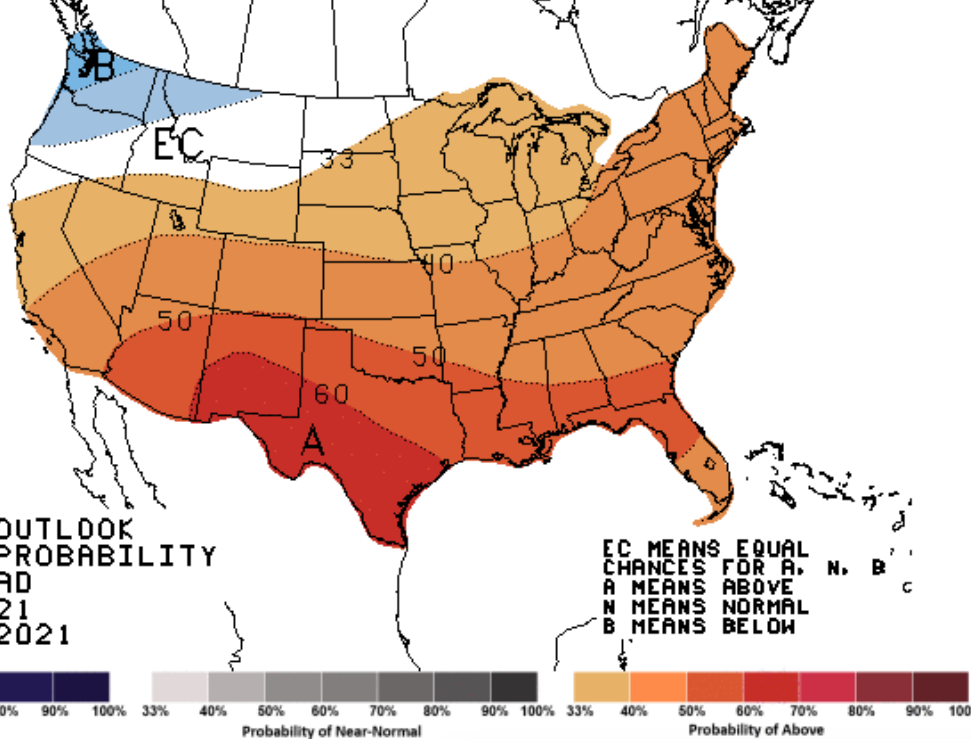 B
EC
33
40
50
50
60
A
OUTLOOK
PROBABILITY
AD
21
2021
EC MEANS EQUAL
CHANCES FOR A, N, B
A MEANS ABOVE
N MEANS NORMAL
B MEANS BELOW
C
0% 90% 100% 33% 40% 50% 60% 70% 80% 90% 100% 33% 40% 50% 60% 70% 80% 90% 100
Probability of Near-Normal Probability of Above